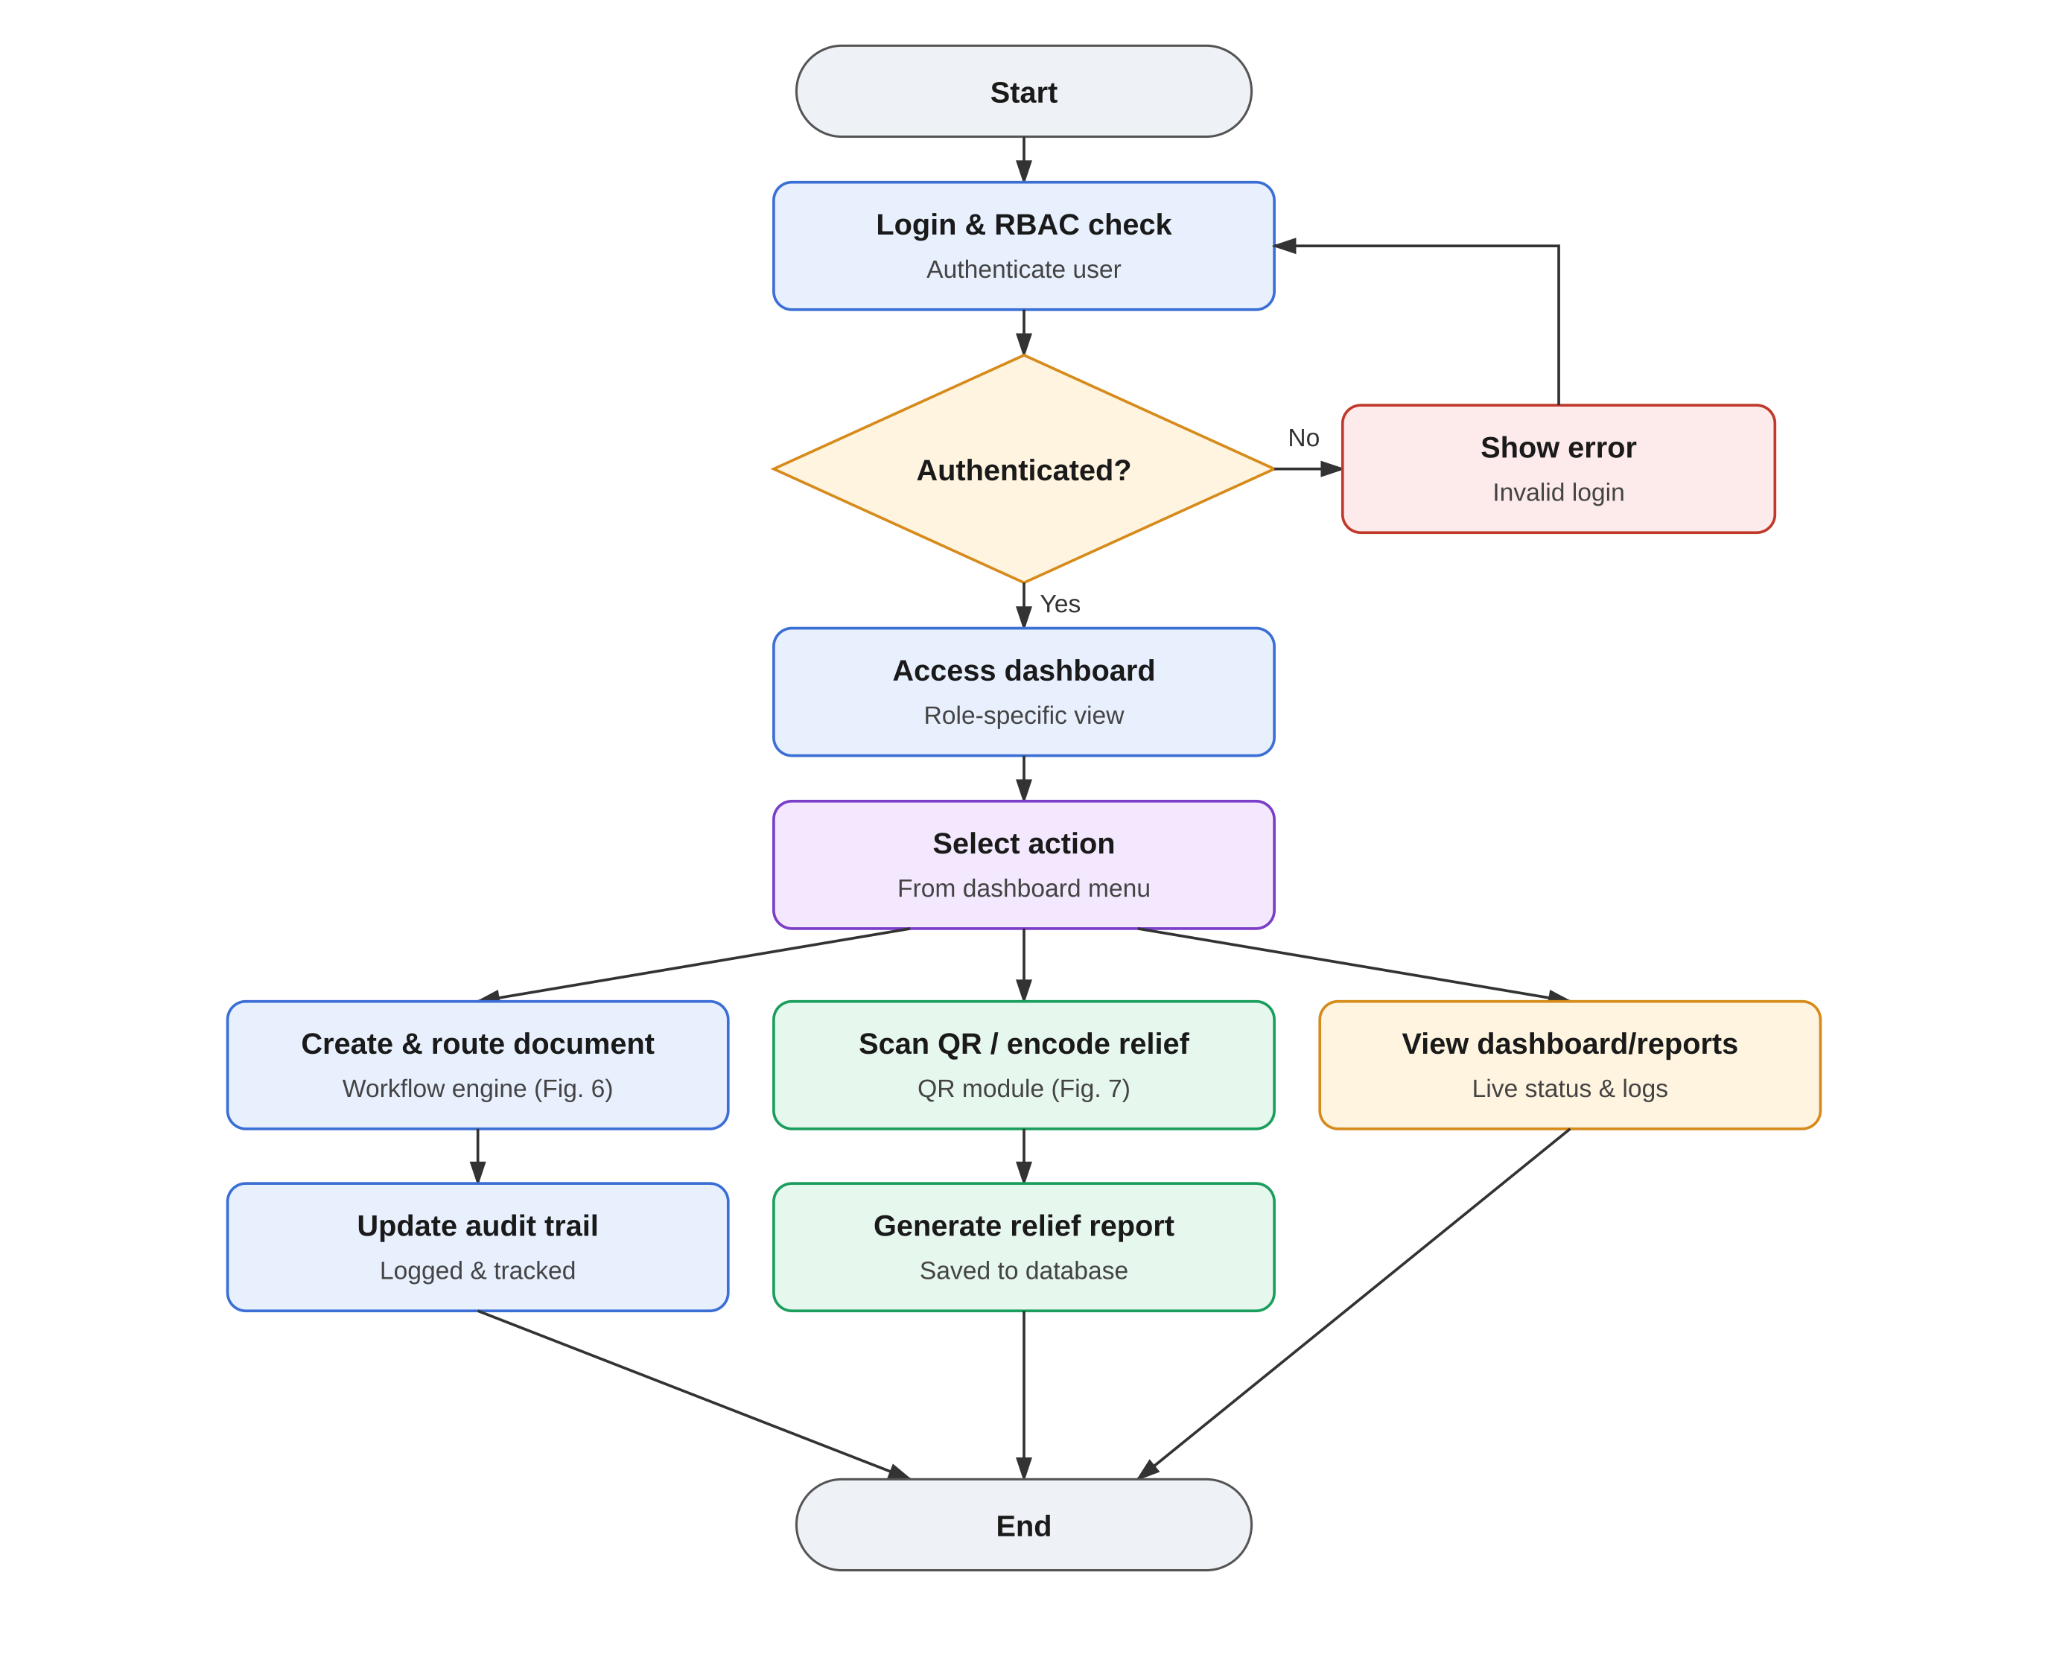 Start
Login & RBAC check
Authenticate user
Authenticated?
No
Show error
Invalid login
Yes
Access dashboard
Role-specific view
Select action
From dashboard menu
Create & route document
Workflow engine (Fig. 6)
Scan QR / encode relief
QR module (Fig. 7)
View dashboard/reports
Live status & logs
Update audit trail
Logged & tracked
Generate relief report
Saved to database
End